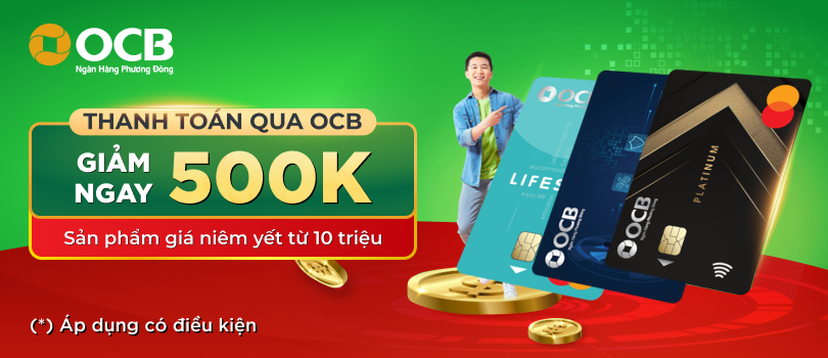 OCB
Ngân Hàng Phương Đông
THANH TOÁN QUA OCB
GIẢM
NGAY
500K
Sản phẩm giá niêm yết từ 10 triệu
(*) Áp dụng có điều kiện
OCB
LIFES
OCB
PLATINUM
OCB